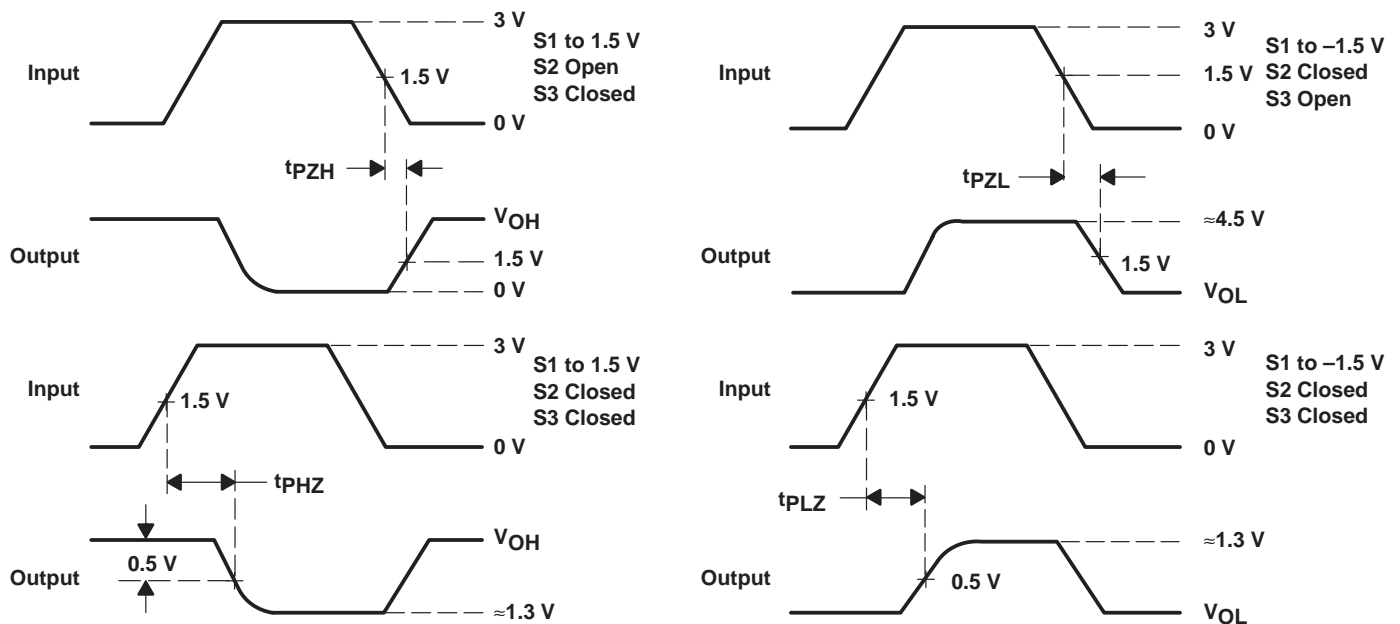 3 V
S1 to 1.5 V
S2 Open
S3 Closed
Input
1.5 V
0 V
tPZH
VOH
Output
1.5 V
0 V
3 V
S1 to –1.5 V
S2 Closed
S3 Open
Input
1.5 V
0 V
tPZL
≈4.5 V
Output
1.5 V
VOL
3 V
S1 to 1.5 V
S2 Closed
S3 Closed
Input
1.5 V
0 V
tPHZ
VOH
0.5 V
Output
≈1.3 V
3 V
S1 to –1.5 V
S2 Closed
S3 Closed
Input
1.5 V
0 V
tPLZ
≈1.3 V
Output
0.5 V
VOL